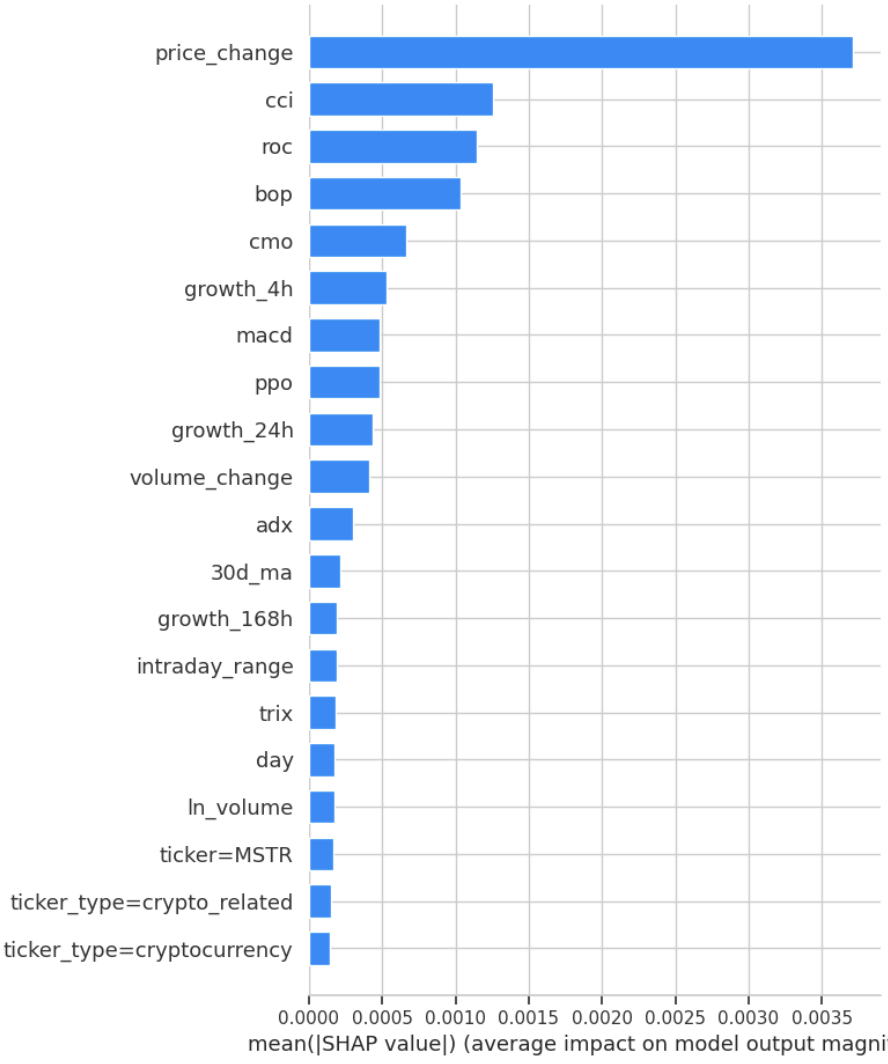 price_change
cci
roc
bop
cmo
growth_4h
macd
ppo
growth_24h
volume_change
adx
30d_ma
growth_168h
intraday_range
trix
day
ln_volume
ticker=MSTR
ticker_type=crypto_related
ticker_type=cryptocurrency
0.0000 0.0005 0.0010 0.0015 0.0020 0.0025 0.0030 0.0035
mean(|SHAP value|) (average impact on model output magni